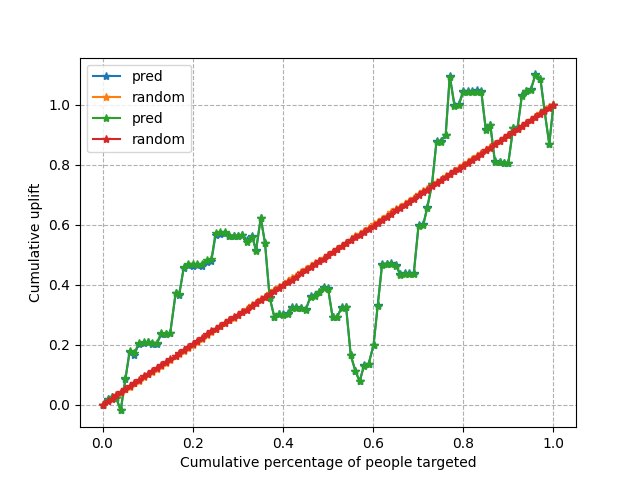 pred
random
pred
random
1.0
0.8
0.6
0.4
0.2
0.0
Cumulative uplift
0.0 0.2 0.4 0.6 0.8 1.0
Cumulative percentage of people targeted